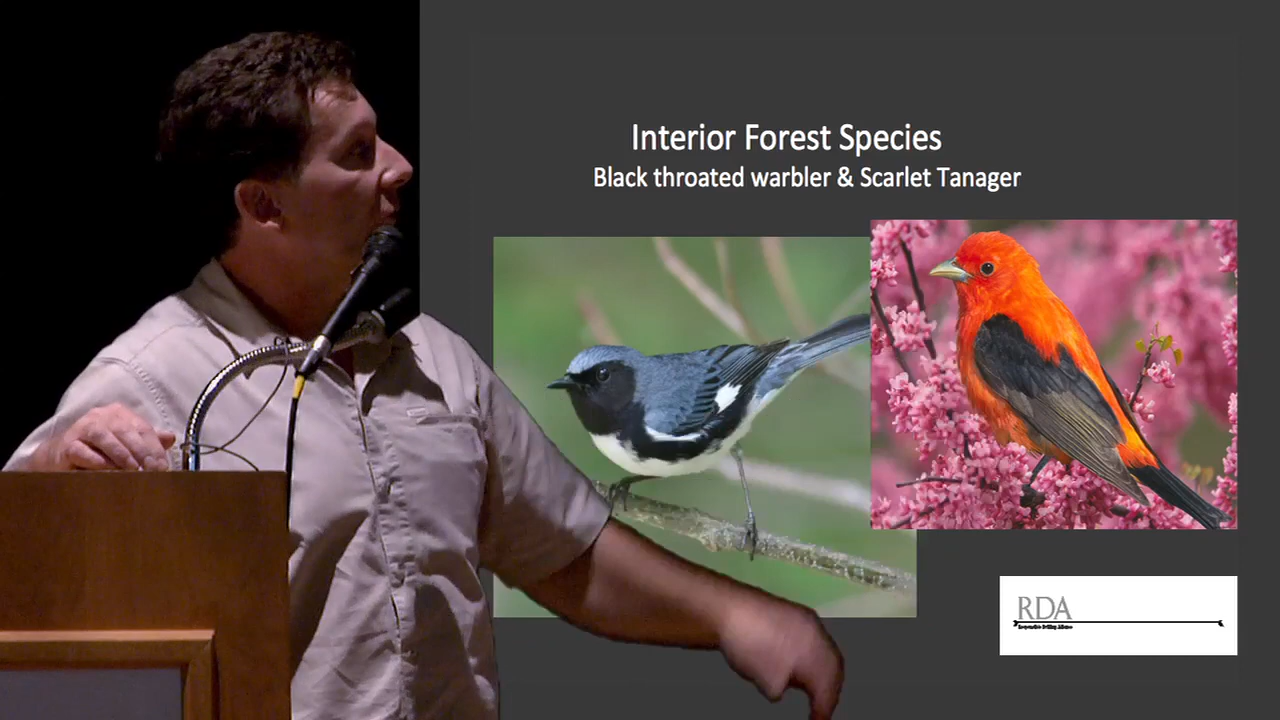 Interior Forest Species
Black throated warbler & Scarlet Tanager
RDA